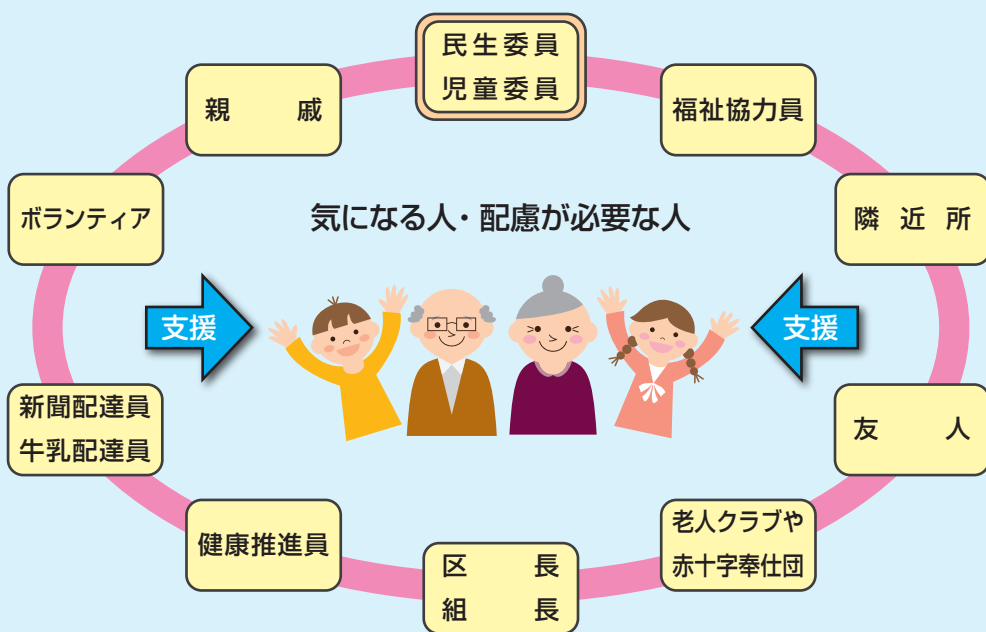 民生委員
児童委員
親戚
福祉協力員
ボランティア
隣近所
気になる人・配慮が必要な人
支援
支援
新聞配達員
牛乳配達員
友人
健康推進員
老人クラブや
赤十字奉仕団
区長
組長